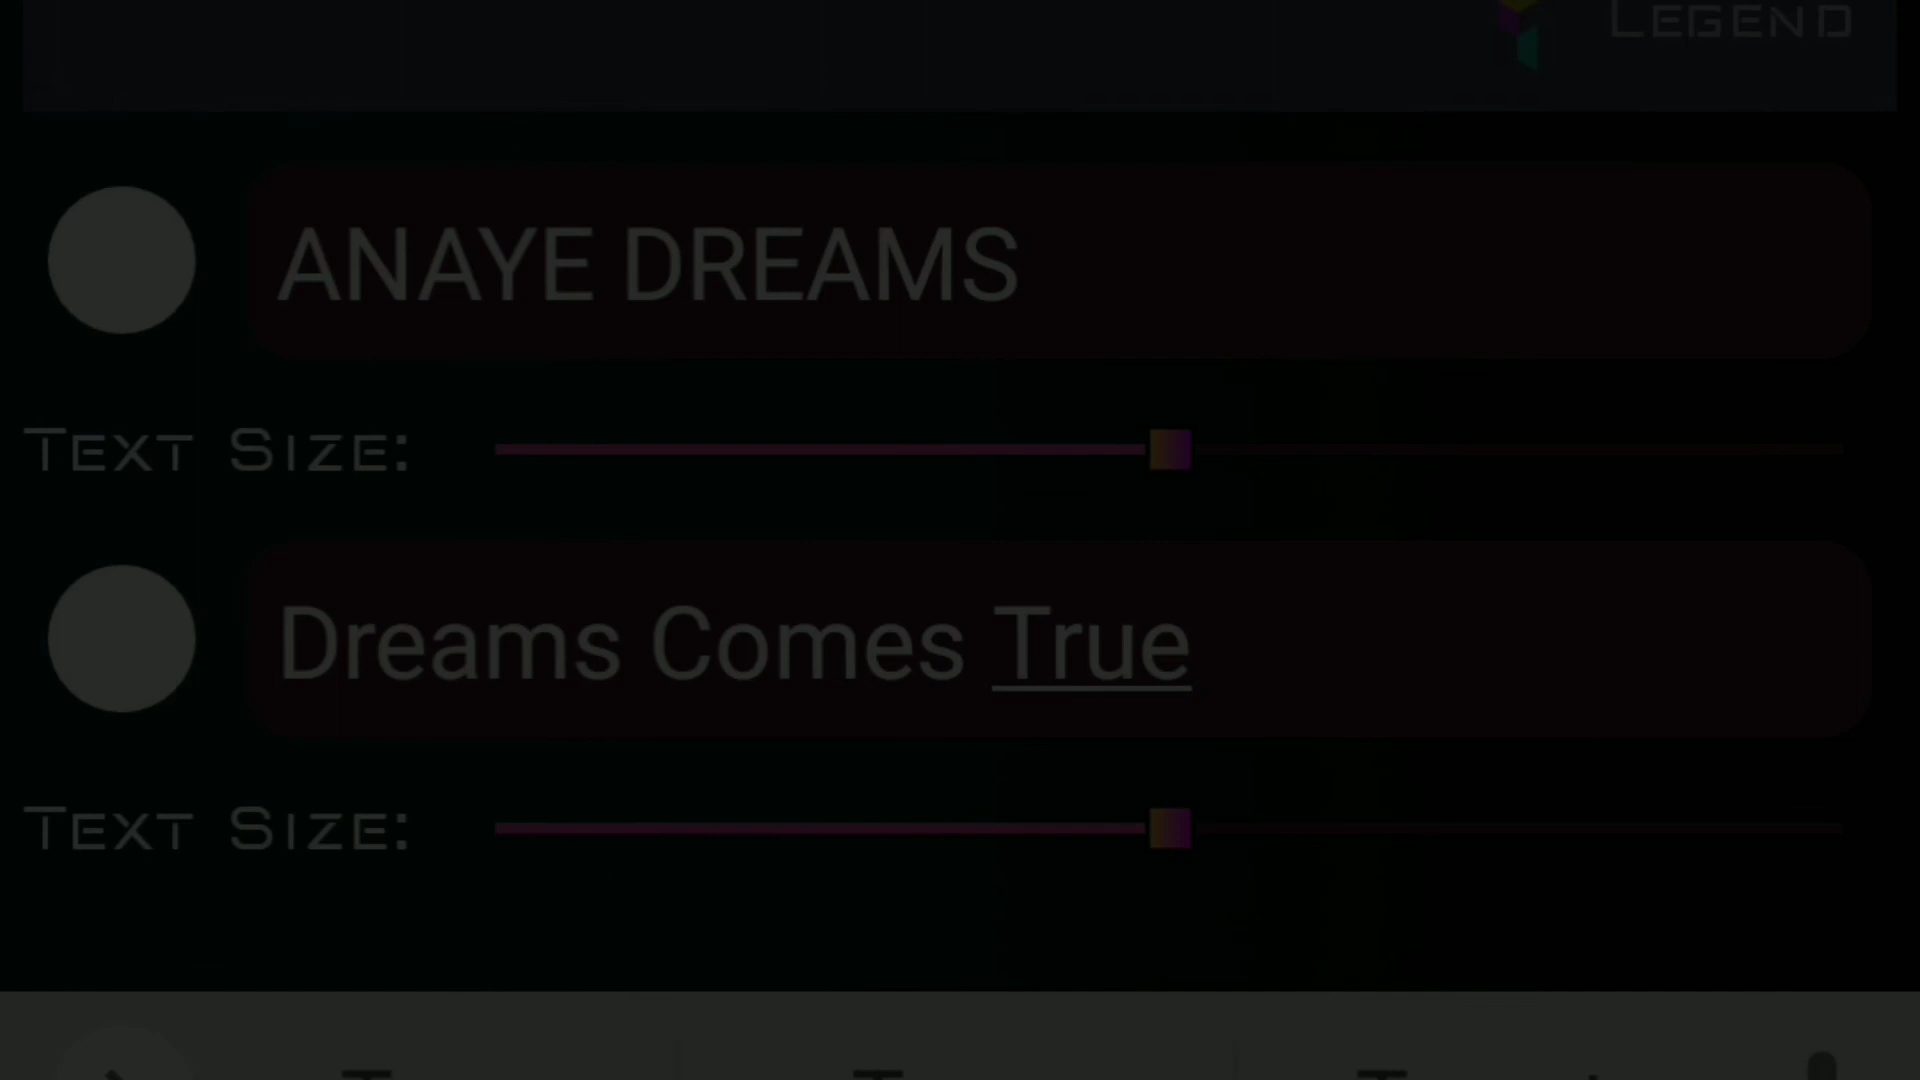 LEGEND
ANAYE DREAMS
TEXT SIZE:
Dreams Comes True
TEXT SIZE: